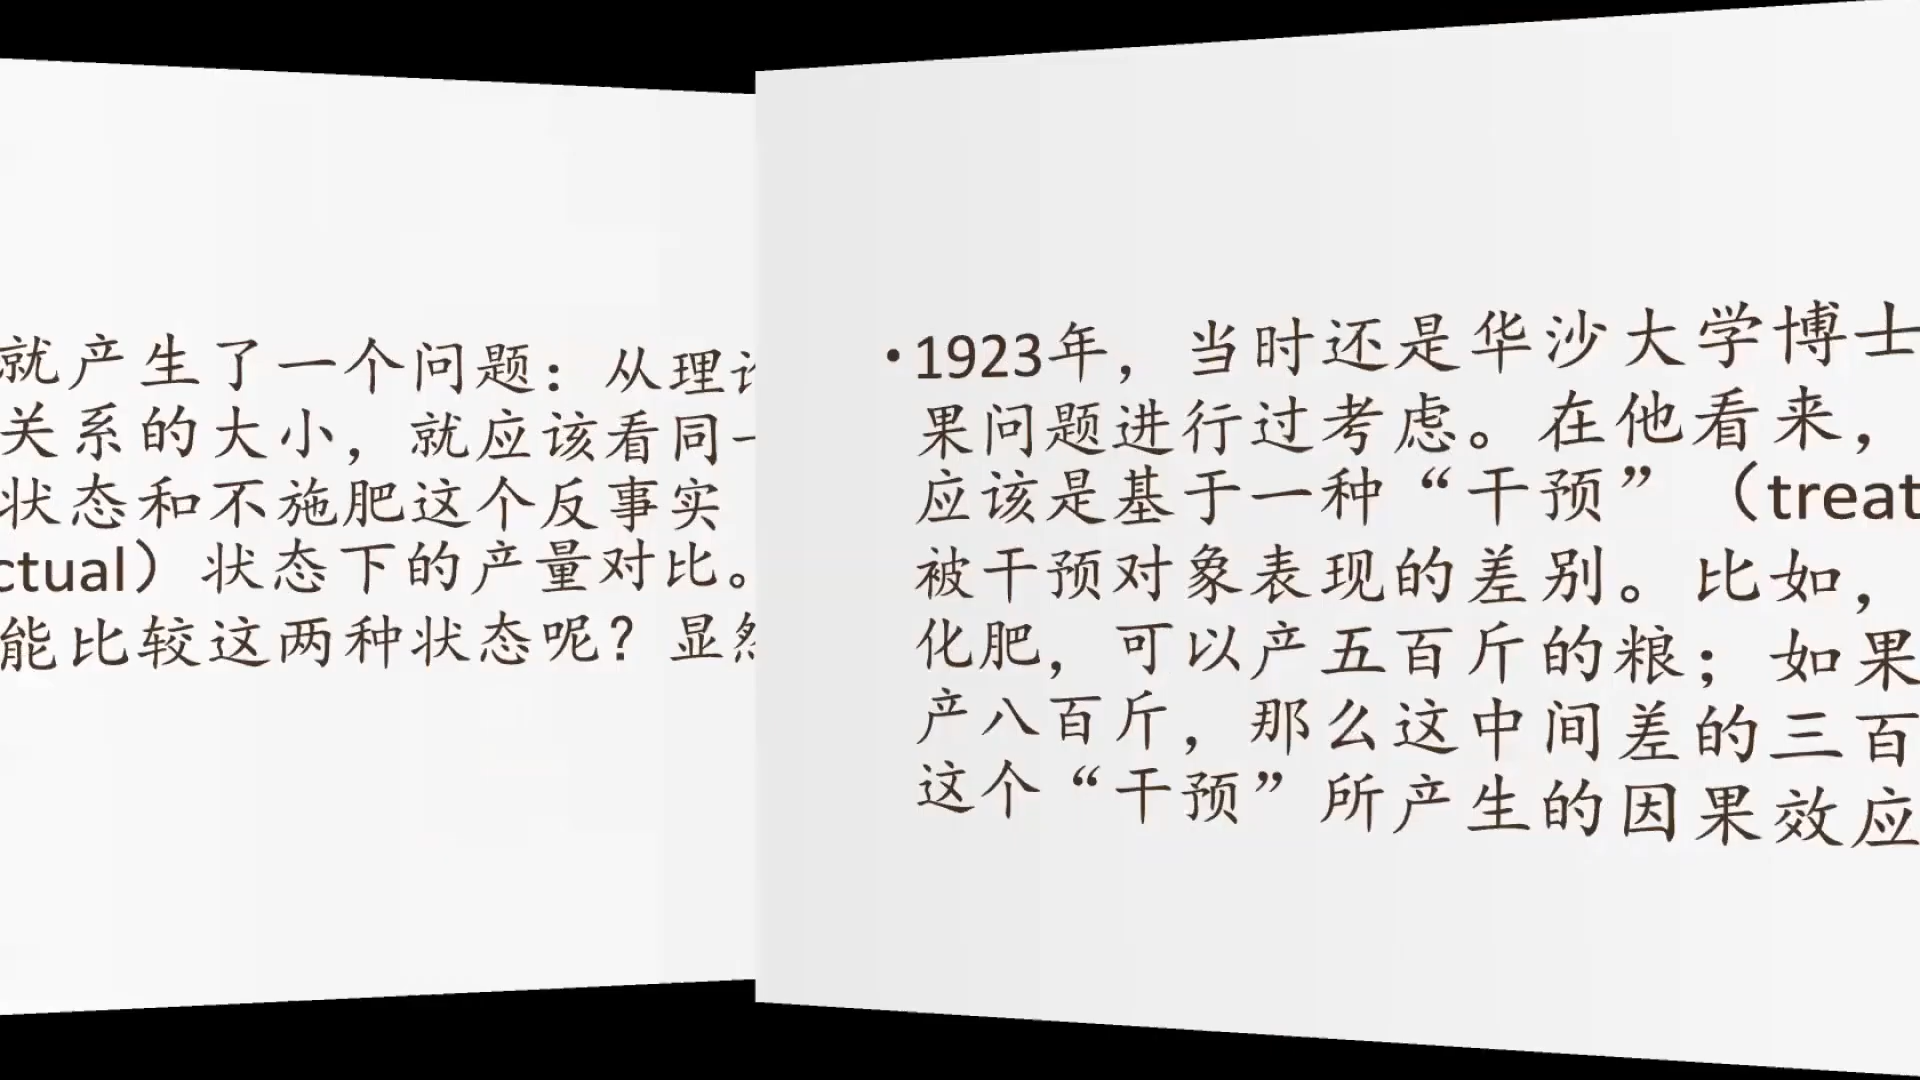 就产生了一个问题：从理论
关系的大小，就应该看同一
状态和不施肥这个反事实
ctual）状态下的产量对比。
能比较这两种状态呢？显然
•1923年，当时还是华沙大学博士
果问题进行过考虑。在他看来，
应该是基于一种“干预”（treat
被干预对象表现的差别。比如，
化肥，可以产五百斤的粮；如果
产八百斤，那么这中间差的三百
这个“干预”所产生的因果效应